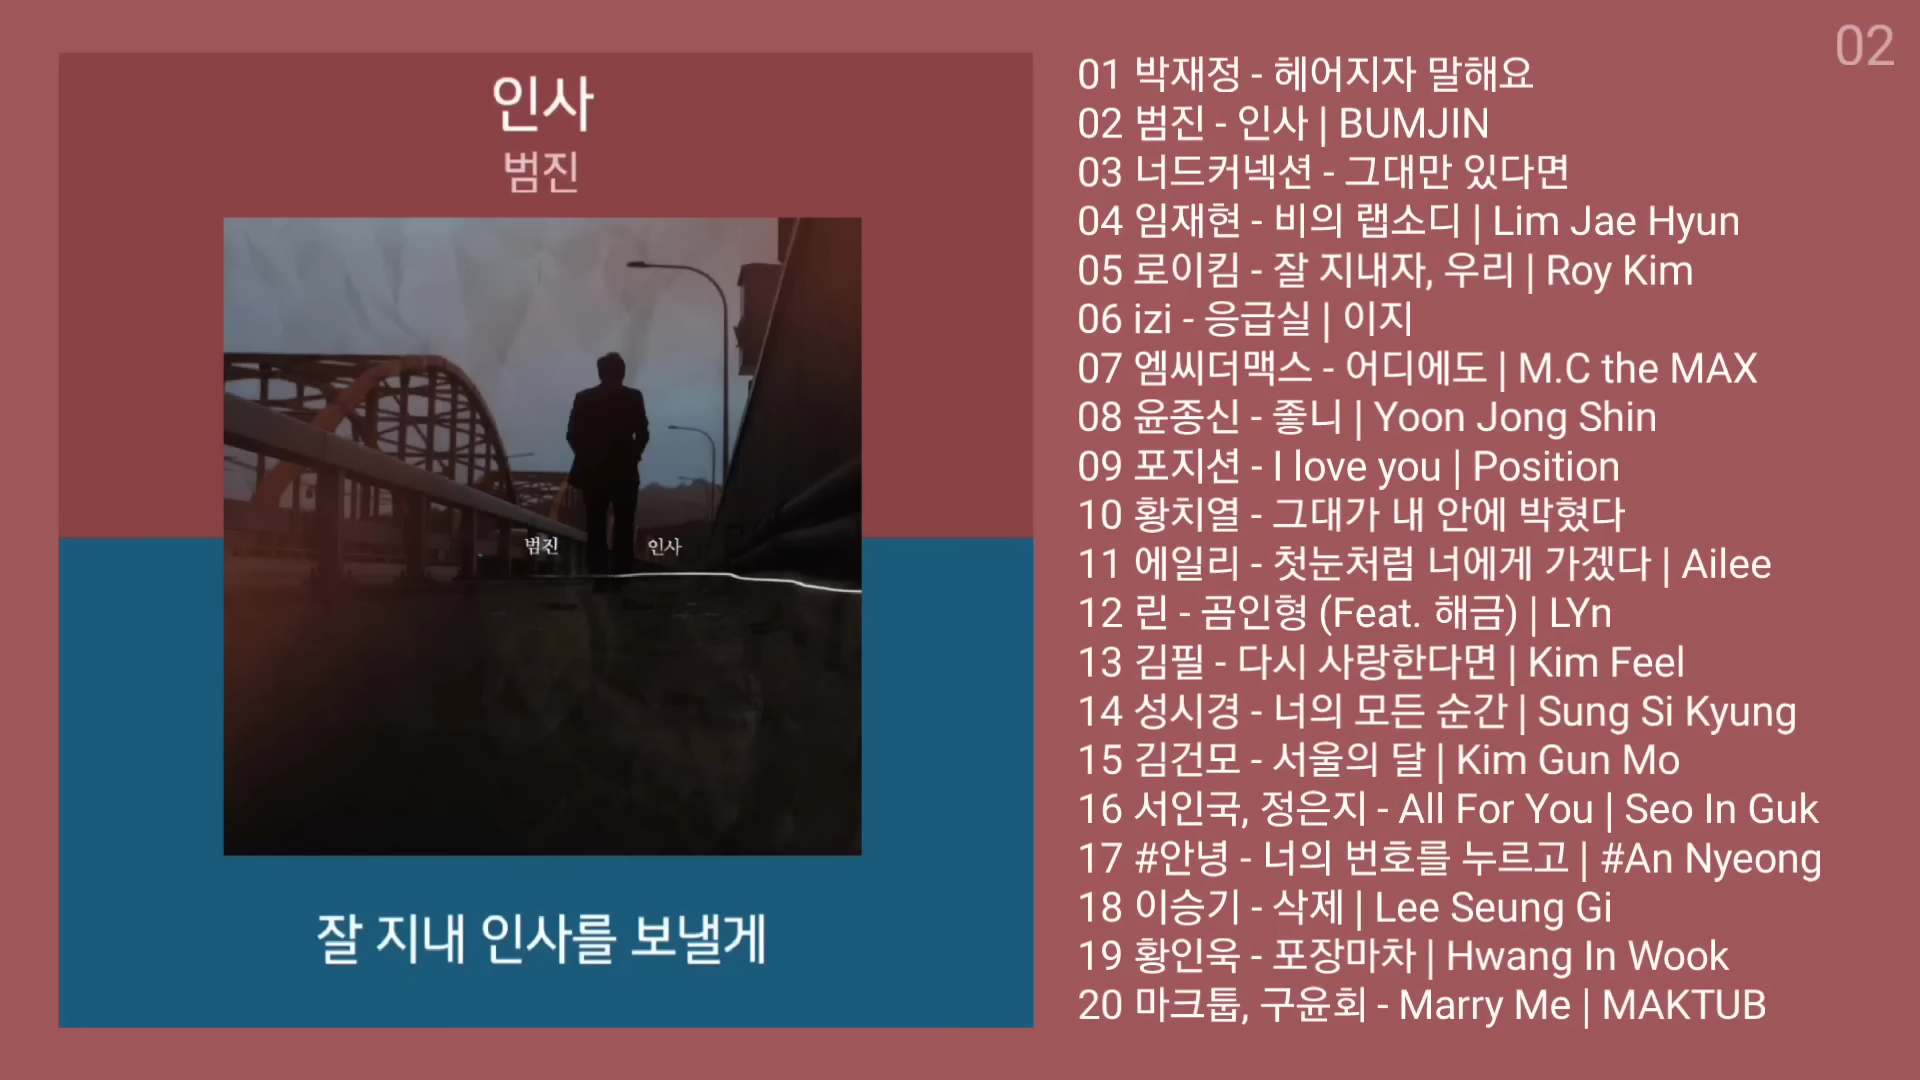 02
인사
범진
범진 인사
잘 지내 인사를 보낼게
01 박재정 - 헤어지자 말해요
02 범진 - 인사 | BUMJIN
03 너드커넥션 - 그대만 있다면
04 임재현 - 비의 랩소디 | Lim Jae Hyun
05 로이킴 - 잘 지내자, 우리 | Roy Kim
06 izi - 응급실 | 이지
07 엠씨더맥스 - 어디에도 | M.C the MAX
08 윤종신 - 좋니 | Yoon Jong Shin
09 포지션 - I love you | Position
10 황치열 - 그대가 내 안에 박혔다
11 에일리 - 첫눈처럼 너에게 가겠다 | Ailee
12 린 - 곰인형 (Feat. 해금) | LYn
13 김필 - 다시 사랑한다면 | Kim Feel
14 성시경 - 너의 모든 순간 | Sung Si Kyung
15 김건모 - 서울의 달 | Kim Gun Mo
16 서인국, 정은지 - All For You | Seo In Guk
17 #안녕 - 너의 번호를 누르고 | #An Nyeong
18 이승기 - 삭제 | Lee Seung Gi
19 황인욱 - 포장마차 | Hwang In Wook
20 마크툽, 구윤회 - Marry Me | MAKTUB